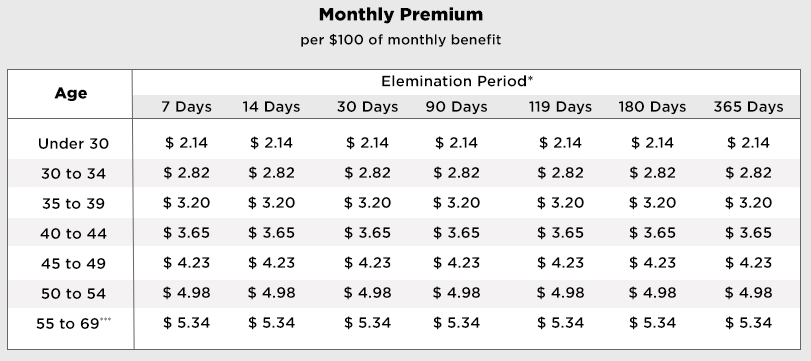 Monthly Premium
per $100 of monthly benefit
Age
Elemination Period*
7 Days 14 Days 30 Days 90 Days 119 Days 180 Days 365 Days
Under 30 $ 2.14 $ 2.14 $ 2.14 $ 2.14 $ 2.14 $ 2.14 $ 2.14
30 to 34 $ 2.82 $ 2.82 $ 2.82 $ 2.82 $ 2.82 $ 2.82 $ 2.82
35 to 39 $ 3.20 $ 3.20 $ 3.20 $ 3.20 $ 3.20 $ 3.20 $ 3.20
40 to 44 $ 3.65 $ 3.65 $ 3.65 $ 3.65 $ 3.65 $ 3.65 $ 3.65
45 to 49 $ 4.23 $ 4.23 $ 4.23 $ 4.23 $ 4.23 $ 4.23 $ 4.23
50 to 54 $ 4.98 $ 4.98 $ 4.98 $ 4.98 $ 4.98 $ 4.98 $ 4.98
55 to 69*** $ 5.34 $ 5.34 $ 5.34 $ 5.34 $ 5.34 $ 5.34 $ 5.34